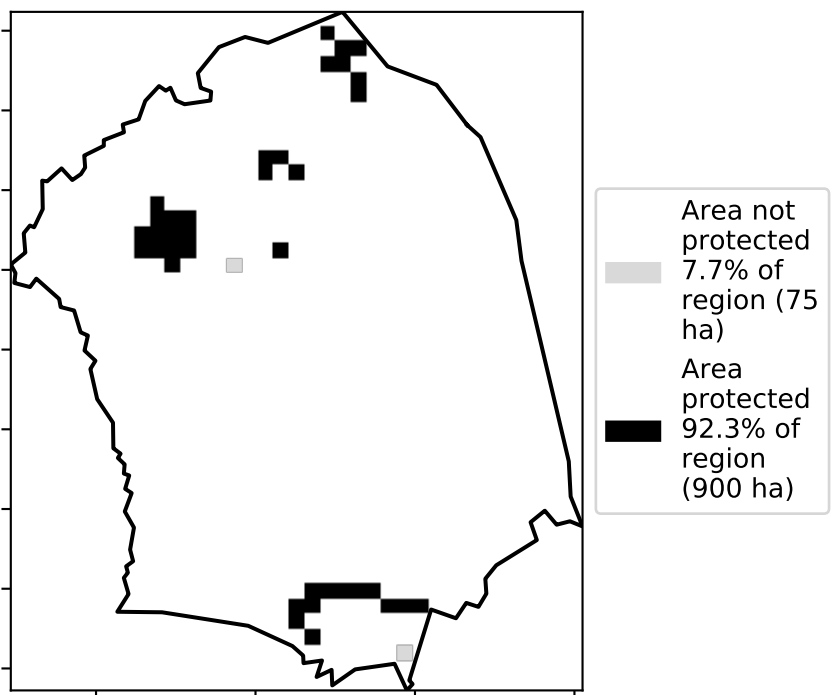 Area not
protected
7.7% of
region (75
ha)
Area
protected
92.3% of
region
(900 ha)